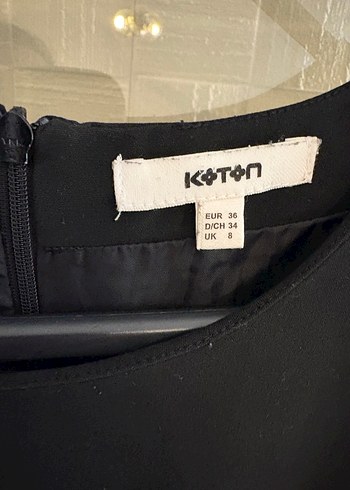 KOTON
EUR 36
D/CH 34
UK 8